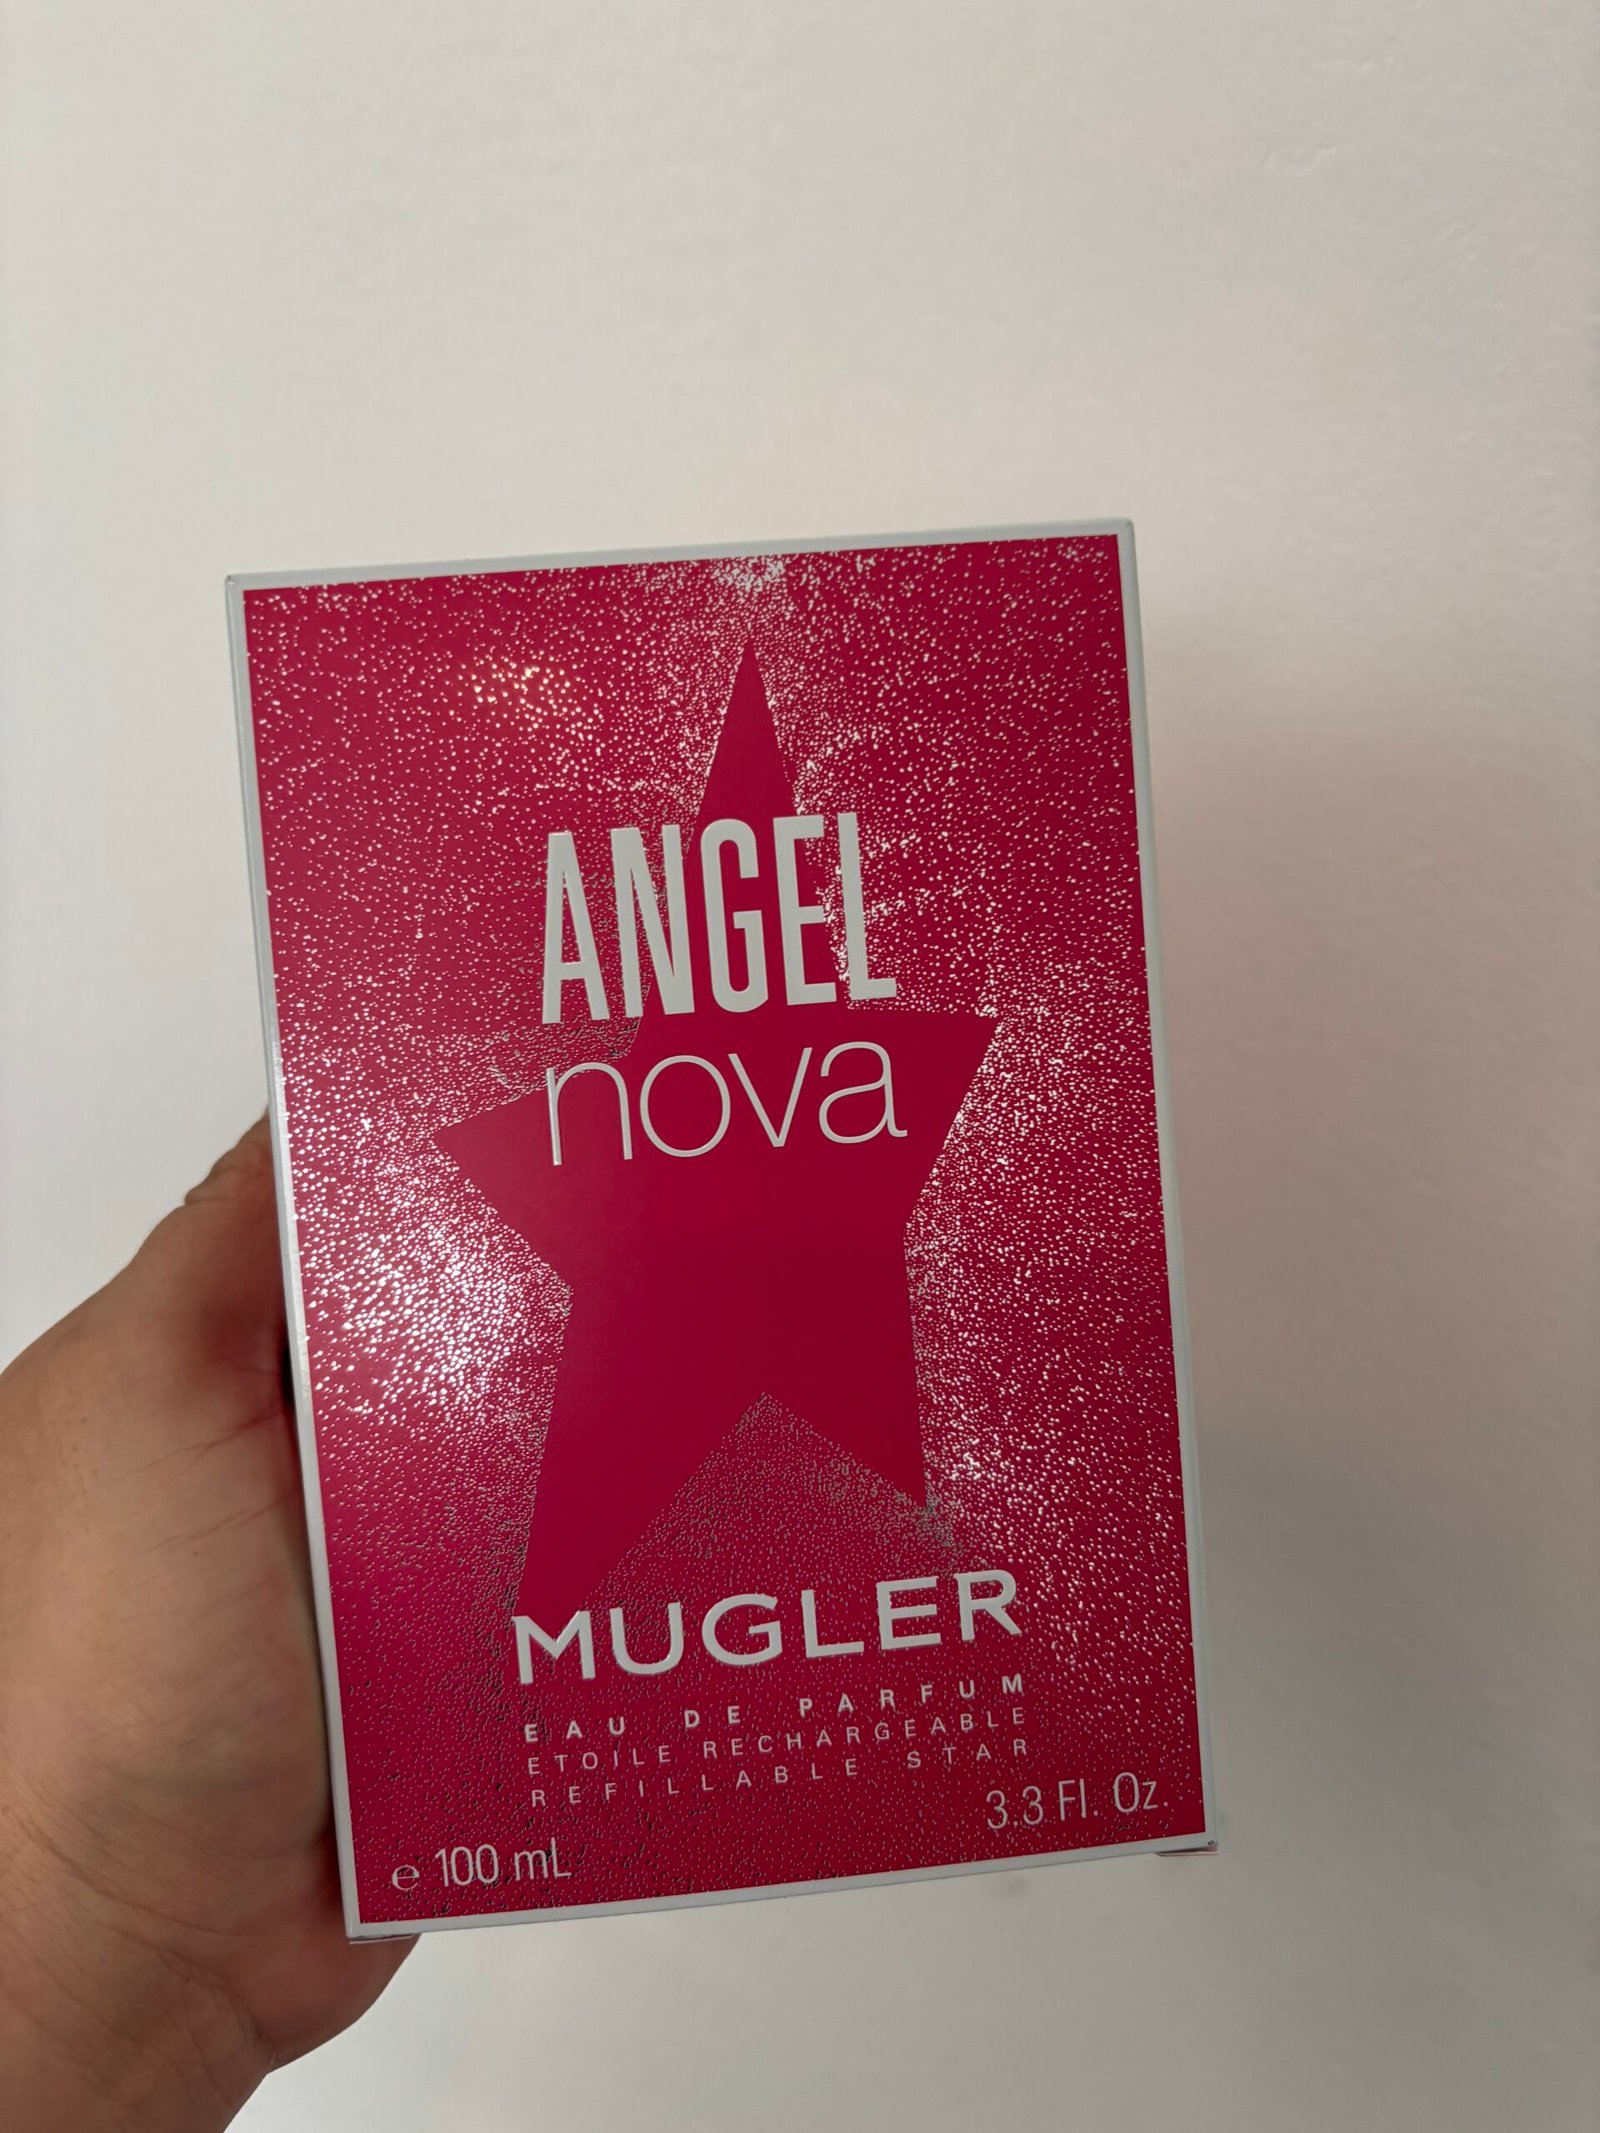 ANGEL
nova
MUGLER
EAU DE PARFUM
ETOILE RECHARGEABLE
REFILLABLE STAR
3.3 Fl. Oz.
℮ 100 mL